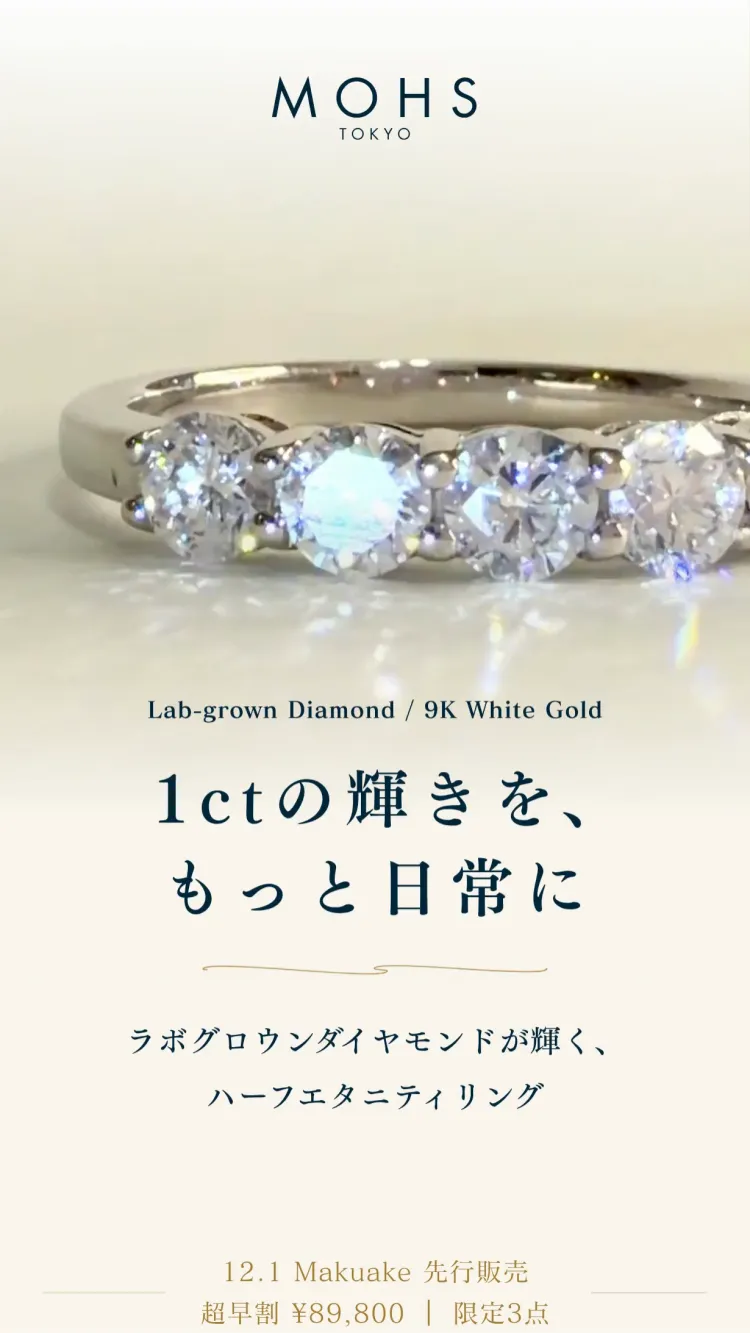 MOHS
TOKYO
Lab-grown Diamond / 9K White Gold
1ctの輝きを、
もっと日常に
ラボグロウンダイヤモンドが輝く、
ハーフエタニティリング
12.1 Makuake 先行販売
超早割 ¥89,800 | 限定3点